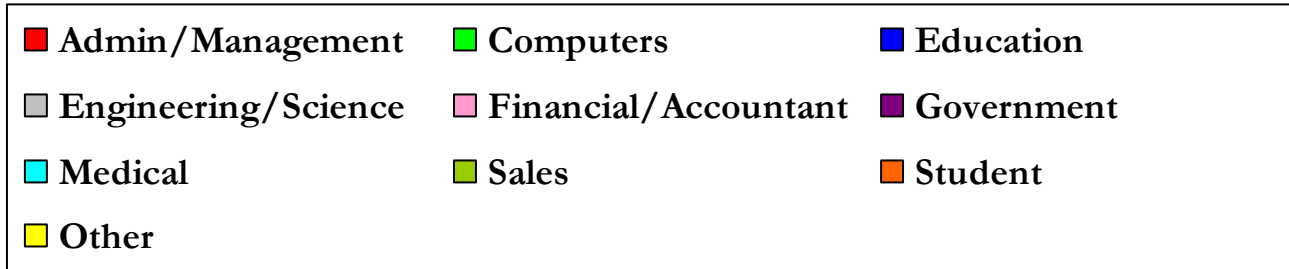 Admin/Management Computers Education
Engineering/Science Financial/Accountant Government
Medical Sales Student
Other